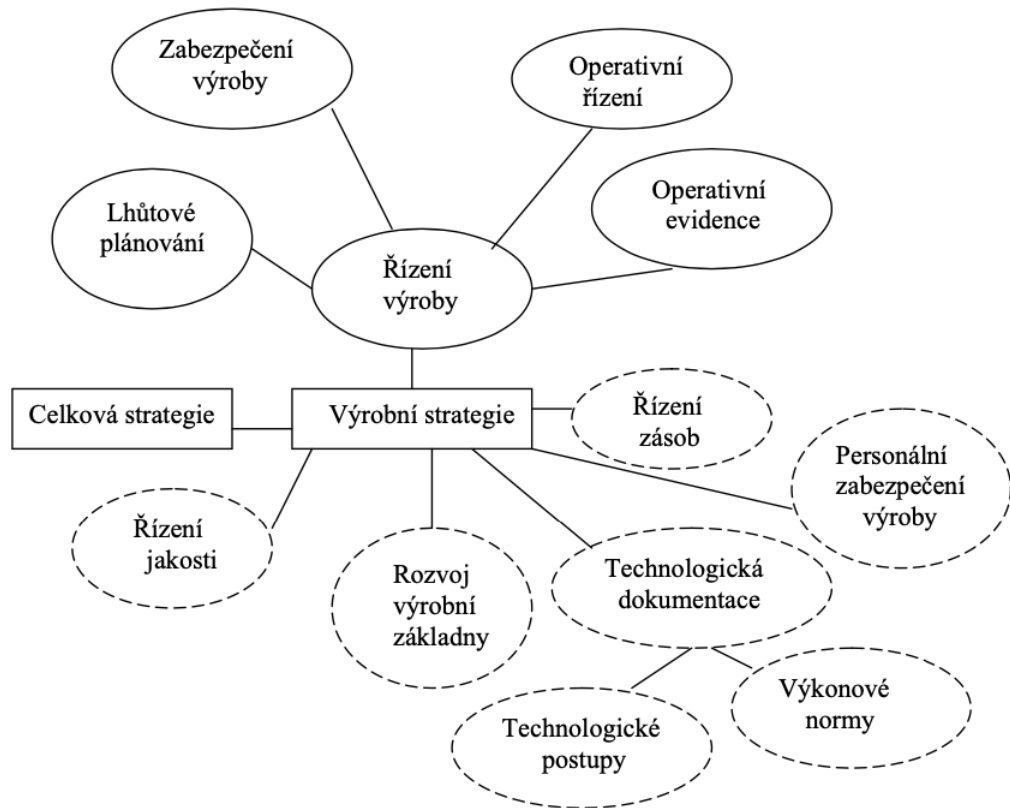 Zabezpečení
výroby
Operativní
řízení
Lhůtové
plánování
Operativní
evidence
Řízení
výroby
Celková strategie
Výrobní strategie
Řízení
zásob
Personální
zabezpečení
výroby
Řízení
jakosti
Rozvoj
výrobní
základny
Technologická
dokumentace
Technologické
postupy
Výkonové
normy